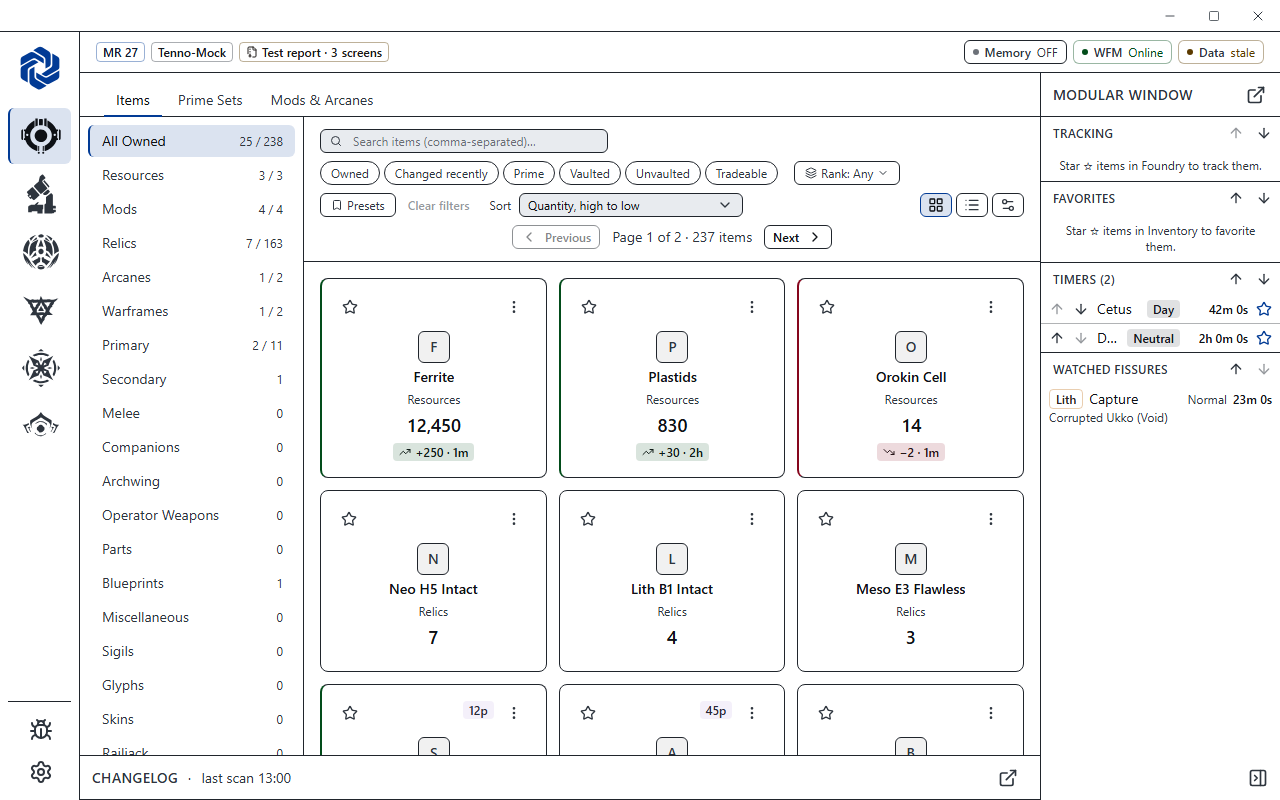 MR 27 Tenno-Mock Test report · 3 screens Memory OFF WFM Online Data stale
Items Prime Sets Mods & Arcanes
All Owned 25 / 238
Resources 3 / 3
Mods 4 / 4
Relics 7 / 163
Arcanes 1 / 2
Warframes 1 / 2
Primary 2 / 11
Secondary 1
Melee 0
Companions 0
Archwing 0
Operator Weapons 0
Parts 0
Blueprints 1
Miscellaneous 0
Sigils 0
Glyphs 0
Skins 0
Railjack 0
Search items (comma-separated)...
Owned Changed recently Prime Vaulted Unvaulted Tradeable Rank: Any
Presets Clear filters Sort Quantity, high to low
Previous Page 1 of 2 · 237 items Next
F P O
Ferrite Plastids Orokin Cell
Resources Resources Resources
12,450 830 14
+250 · 1m +30 · 2h −2 · 1m
N L M
Neo H5 Intact Lith B1 Intact Meso E3 Flawless
Relics Relics Relics
7 4 3
12p 45p
S A B
CHANGELOG · last scan 13:00
MODULAR WINDOW
TRACKING
Star ☆ items in Foundry to track them.
FAVORITES
Star ☆ items in Inventory to favorite
them.
TIMERS (2)
Cetus Day 42m 0s
D... Neutral 2h 0m 0s
WATCHED FISSURES
Lith Capture Normal 23m 0s
Corrupted Ukko (Void)